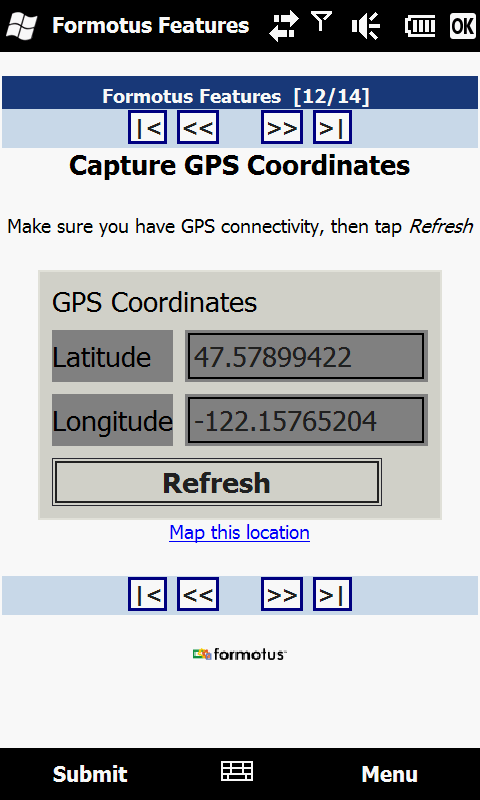 Formotus Features OK
Formotus Features [12/14]
|< << >> >|
Capture GPS Coordinates
Make sure you have GPS connectivity, then tap Refresh
GPS Coordinates
Latitude 47.57899422
Longitude -122.15765204
Refresh
Map this location
|< << >> >|
formotus
Submit Menu